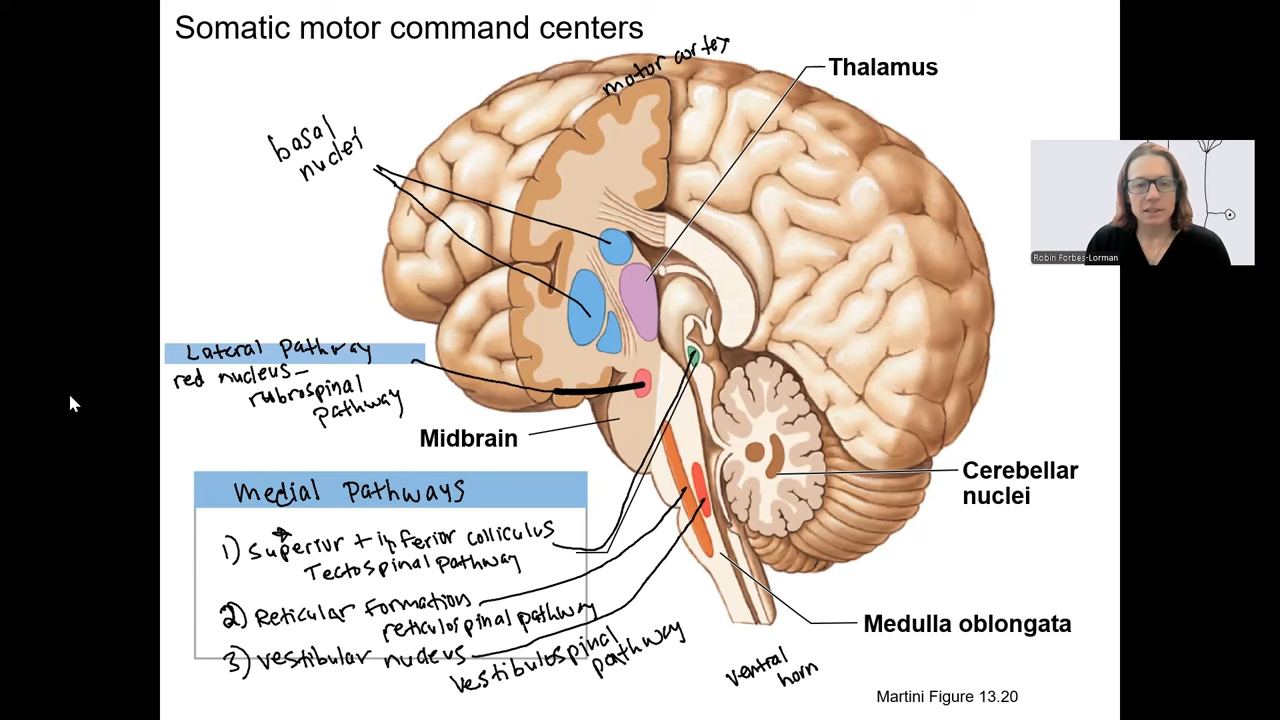 Somatic motor command centers
motor cortex
Thalamus
basal
nuclei
Robin Forbes-Lorman
Lateral Pathway
red nucleus –
rubrospinal
pathway
Midbrain
Cerebellar
nuclei
Medial Pathways
1) Superior + inferior colliculus
Tectospinal pathway
2) Reticular formation
reticulospinal pathway
3) vestibular nucleus
vestibulospinal
pathway
Medulla oblongata
ventral
horn
Martini Figure 13.20